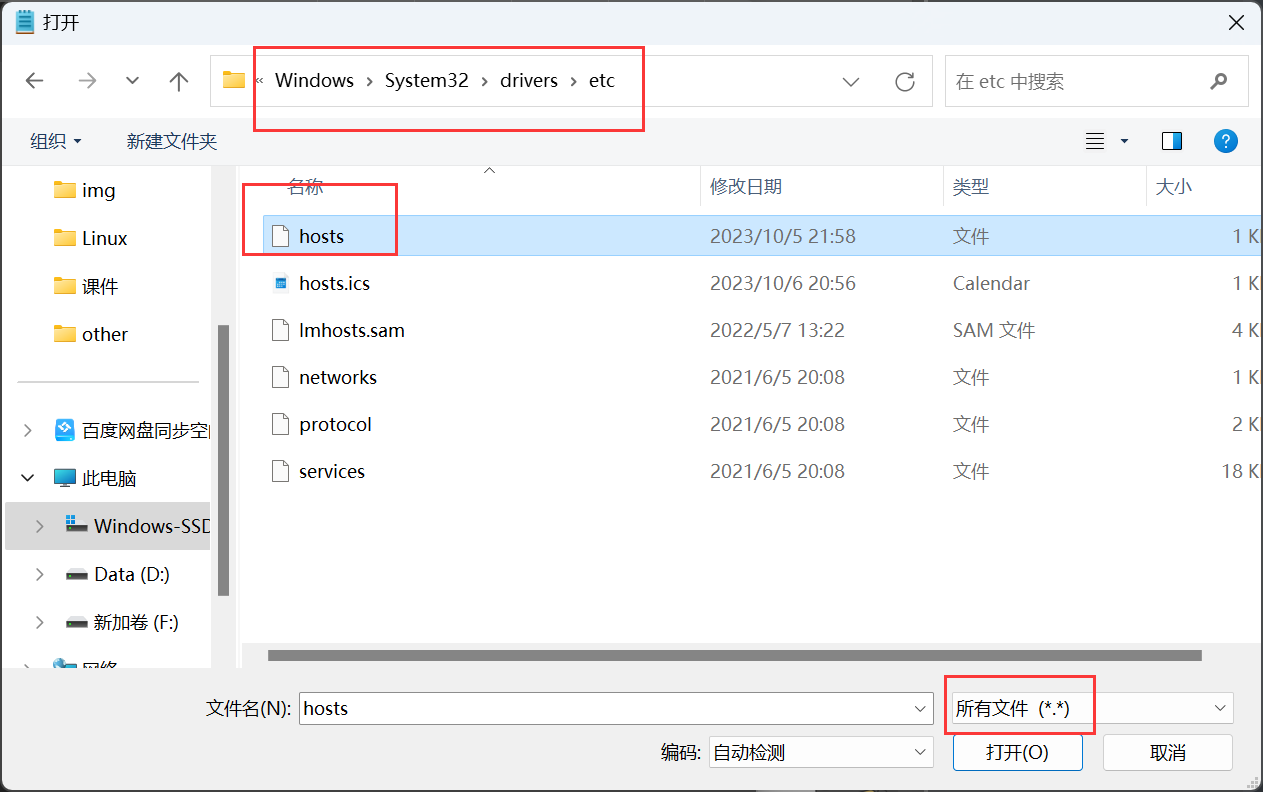 打开
« Windows › System32 › drivers › etc
在 etc 中搜索
组织
新建文件夹
?
img
Linux
课件
other
百度网盘同步空
此电脑
Windows-SSD
Data (D:)
新加卷 (F:)
网络
名称 修改日期 类型 大小
hosts 2023/10/5 21:58 文件 1 K
hosts.ics 2023/10/6 20:56 Calendar 1 K
lmhosts.sam 2022/5/7 13:22 SAM 文件 4 K
networks 2021/6/5 20:08 文件 1 K
protocol 2021/6/5 20:08 文件 2 K
services 2021/6/5 20:08 文件 18 K
文件名(N): hosts
所有文件 (*.*)
编码: 自动检测
打开(O)
取消